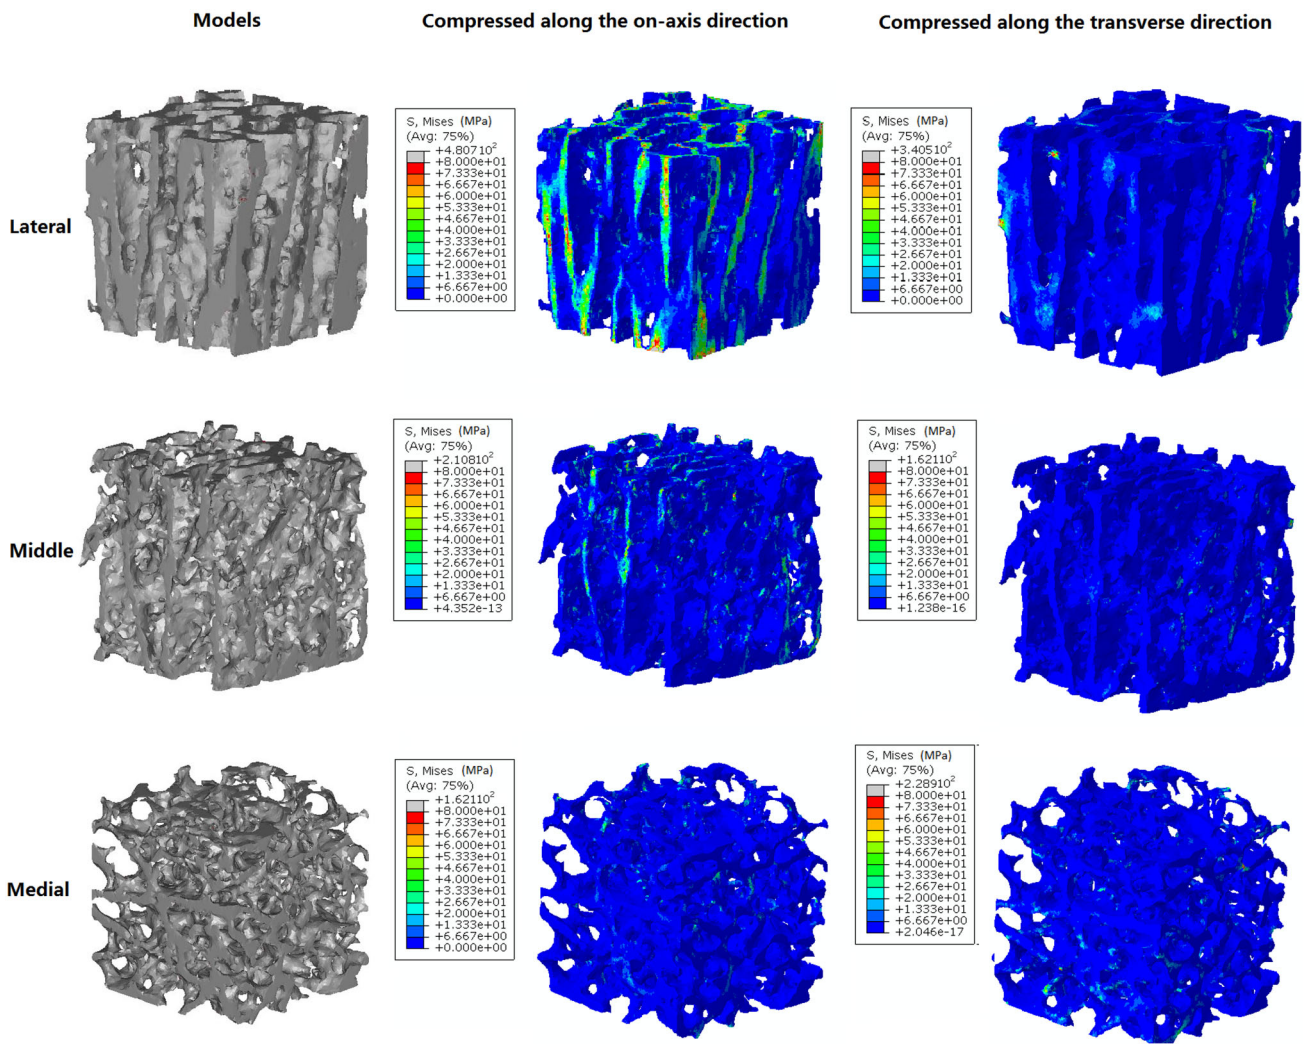 Models
Compressed along the on-axis direction
Compressed along the transverse direction
Lateral
S, Mises (MPa)
(Avg: 75%)
+4.80710²
+8.000e+01
+7.333e+01
+6.667e+01
+6.000e+01
+5.333e+01
+4.667e+01
+4.000e+01
+3.333e+01
+2.667e+01
+2.000e+01
+1.333e+01
+6.667e+00
+0.000e+00
S, Mises (MPa)
(Avg: 75%)
+3.40510²
+8.000e+01
+7.333e+01
+6.667e+01
+6.000e+01
+5.333e+01
+4.667e+01
+4.000e+01
+3.333e+01
+2.667e+01
+2.000e+01
+1.333e+01
+6.667e+00
+0.000e+00
Middle
S, Mises (MPa)
(Avg: 75%)
+2.10810²
+8.000e+01
+7.333e+01
+6.667e+01
+6.000e+01
+5.333e+01
+4.667e+01
+4.000e+01
+3.333e+01
+2.667e+01
+2.000e+01
+1.333e+01
+6.667e+00
+4.352e-13
S, Mises (MPa)
(Avg: 75%)
+1.62110²
+8.000e+01
+7.333e+01
+6.667e+01
+6.000e+01
+5.333e+01
+4.667e+01
+4.000e+01
+3.333e+01
+2.667e+01
+2.000e+01
+1.333e+01
+6.667e+00
+1.238e-16
Medial
S, Mises (MPa)
(Avg: 75%)
+1.62110²
+8.000e+01
+7.333e+01
+6.667e+01
+6.000e+01
+5.333e+01
+4.667e+01
+4.000e+01
+3.333e+01
+2.667e+01
+2.000e+01
+1.333e+01
+6.667e+00
+0.000e+00
S, Mises (MPa)
(Avg: 75%)
+2.28910²
+8.000e+01
+7.333e+01
+6.667e+01
+6.000e+01
+5.333e+01
+4.667e+01
+4.000e+01
+3.333e+01
+2.667e+01
+2.000e+01
+1.333e+01
+6.667e+00
+2.046e-17